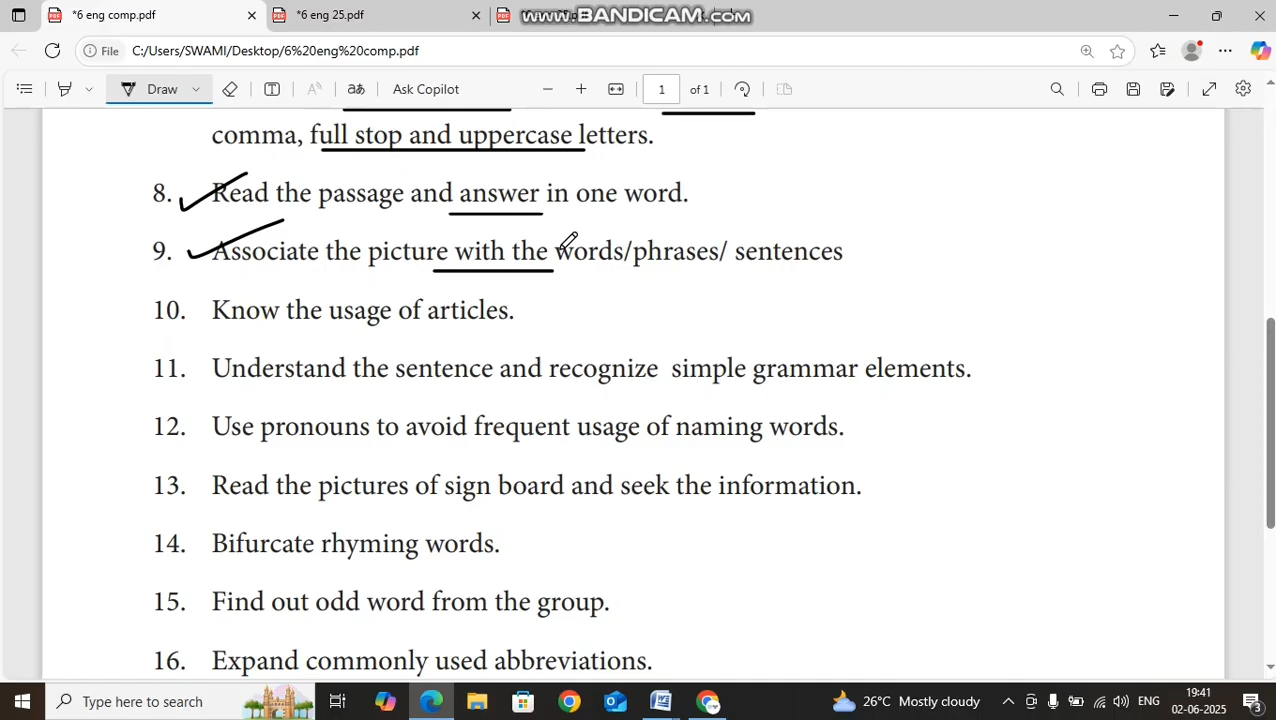 *6 eng comp.pdf
*6 eng 25.pdf
www.BANDICAM.com
File
C:/Users/SWAMI/Desktop/6%20eng%20comp.pdf
Draw
Ask Copilot
1 of 1
comma, full stop and uppercase letters.
8. Read the passage and answer in one word.
9. Associate the picture with the words/phrases/ sentences
10. Know the usage of articles.
11. Understand the sentence and recognize simple grammar elements.
12. Use pronouns to avoid frequent usage of naming words.
13. Read the pictures of sign board and seek the information.
14. Bifurcate rhyming words.
15. Find out odd word from the group.
16. Expand commonly used abbreviations.
Type here to search
26°C Mostly cloudy
ENG
19:41
02-06-2025
3